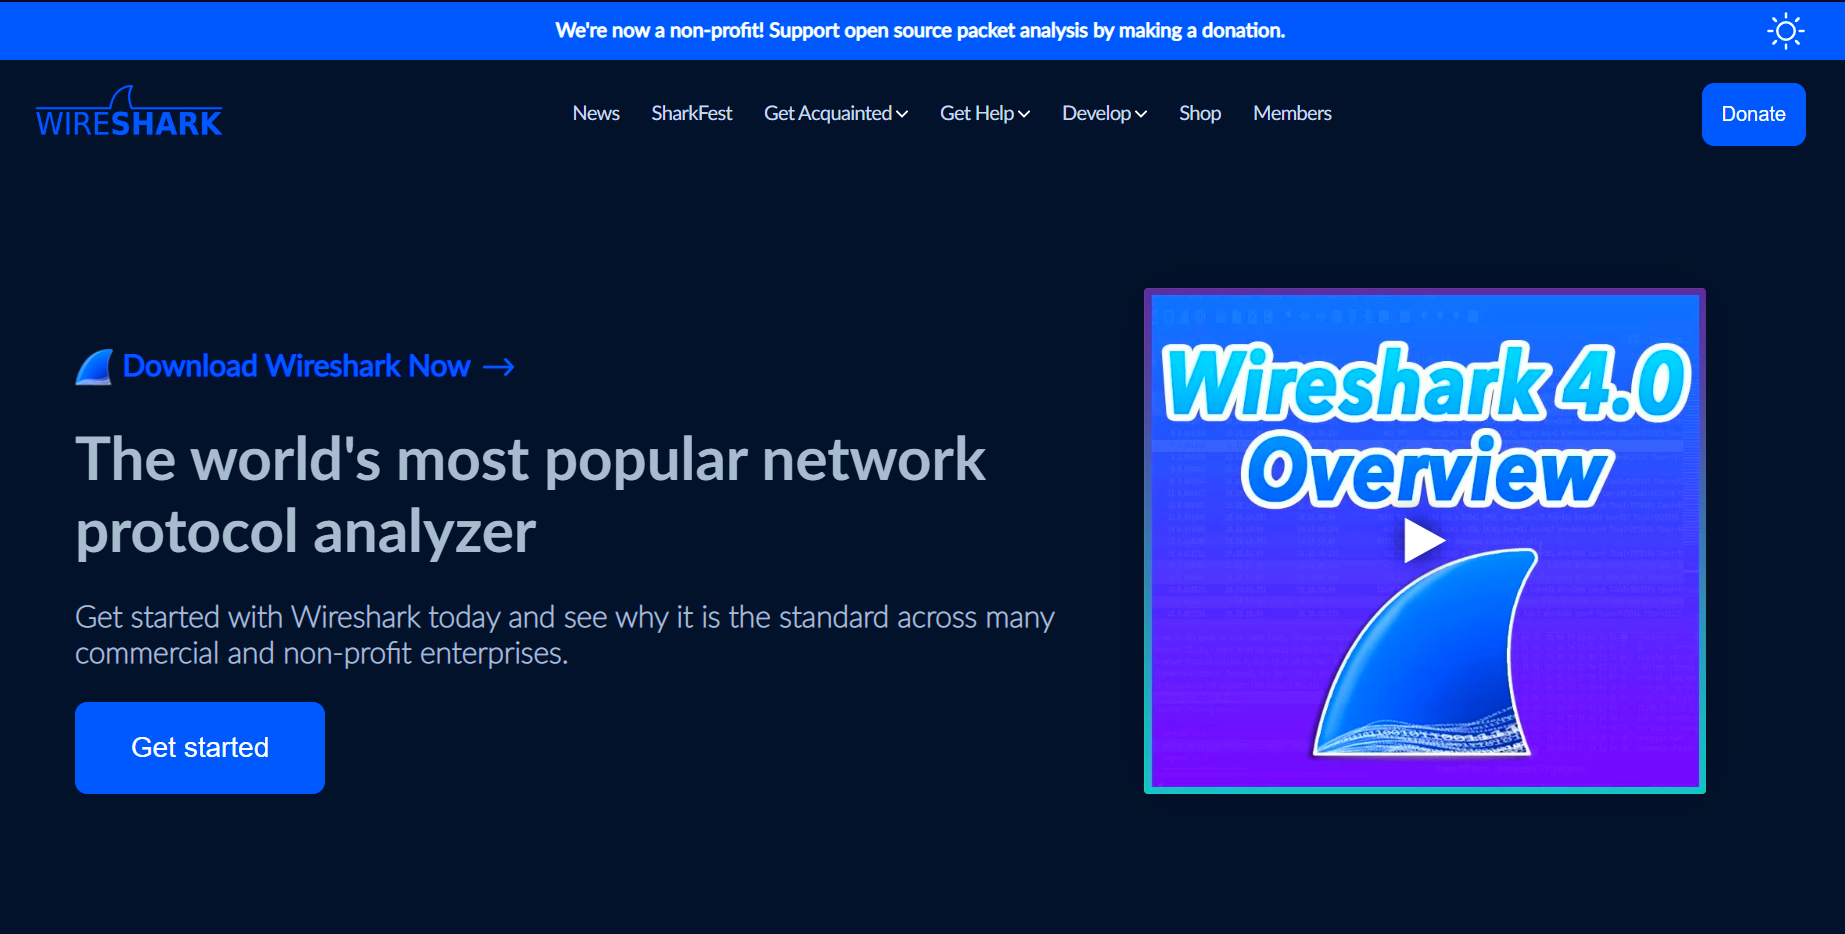 We're now a non-profit! Support open source packet analysis by making a donation.
WIRESHARK
News
SharkFest
Get Acquainted
Get Help
Develop
Shop
Members
Donate
Download Wireshark Now
The world's most popular network
protocol analyzer
Get started with Wireshark today and see why it is the standard across many
commercial and non-profit enterprises.
Get started
Wireshark 4.0
Overview